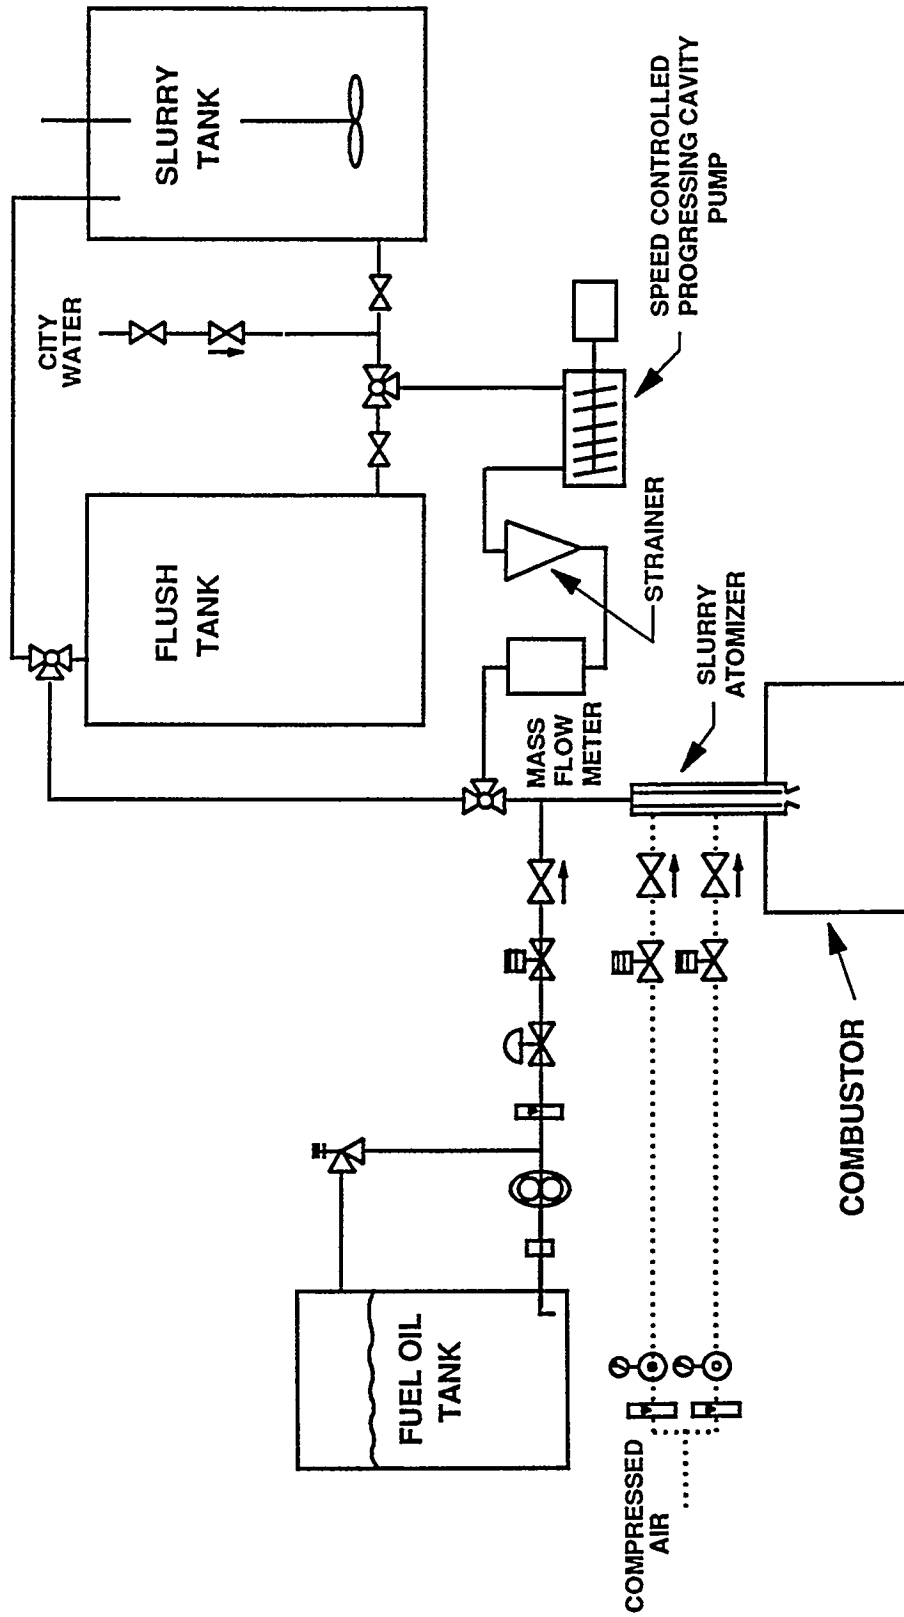 FUEL OIL
TANK
COMPRESSED
AIR
COMBUSTOR
FLUSH
TANK
MASS
FLOW
METER
SLURRY
ATOMIZER
STRAINER
CITY
WATER
SLURRY
TANK
SPEED CONTROLLED
PROGRESSING CAVITY
PUMP